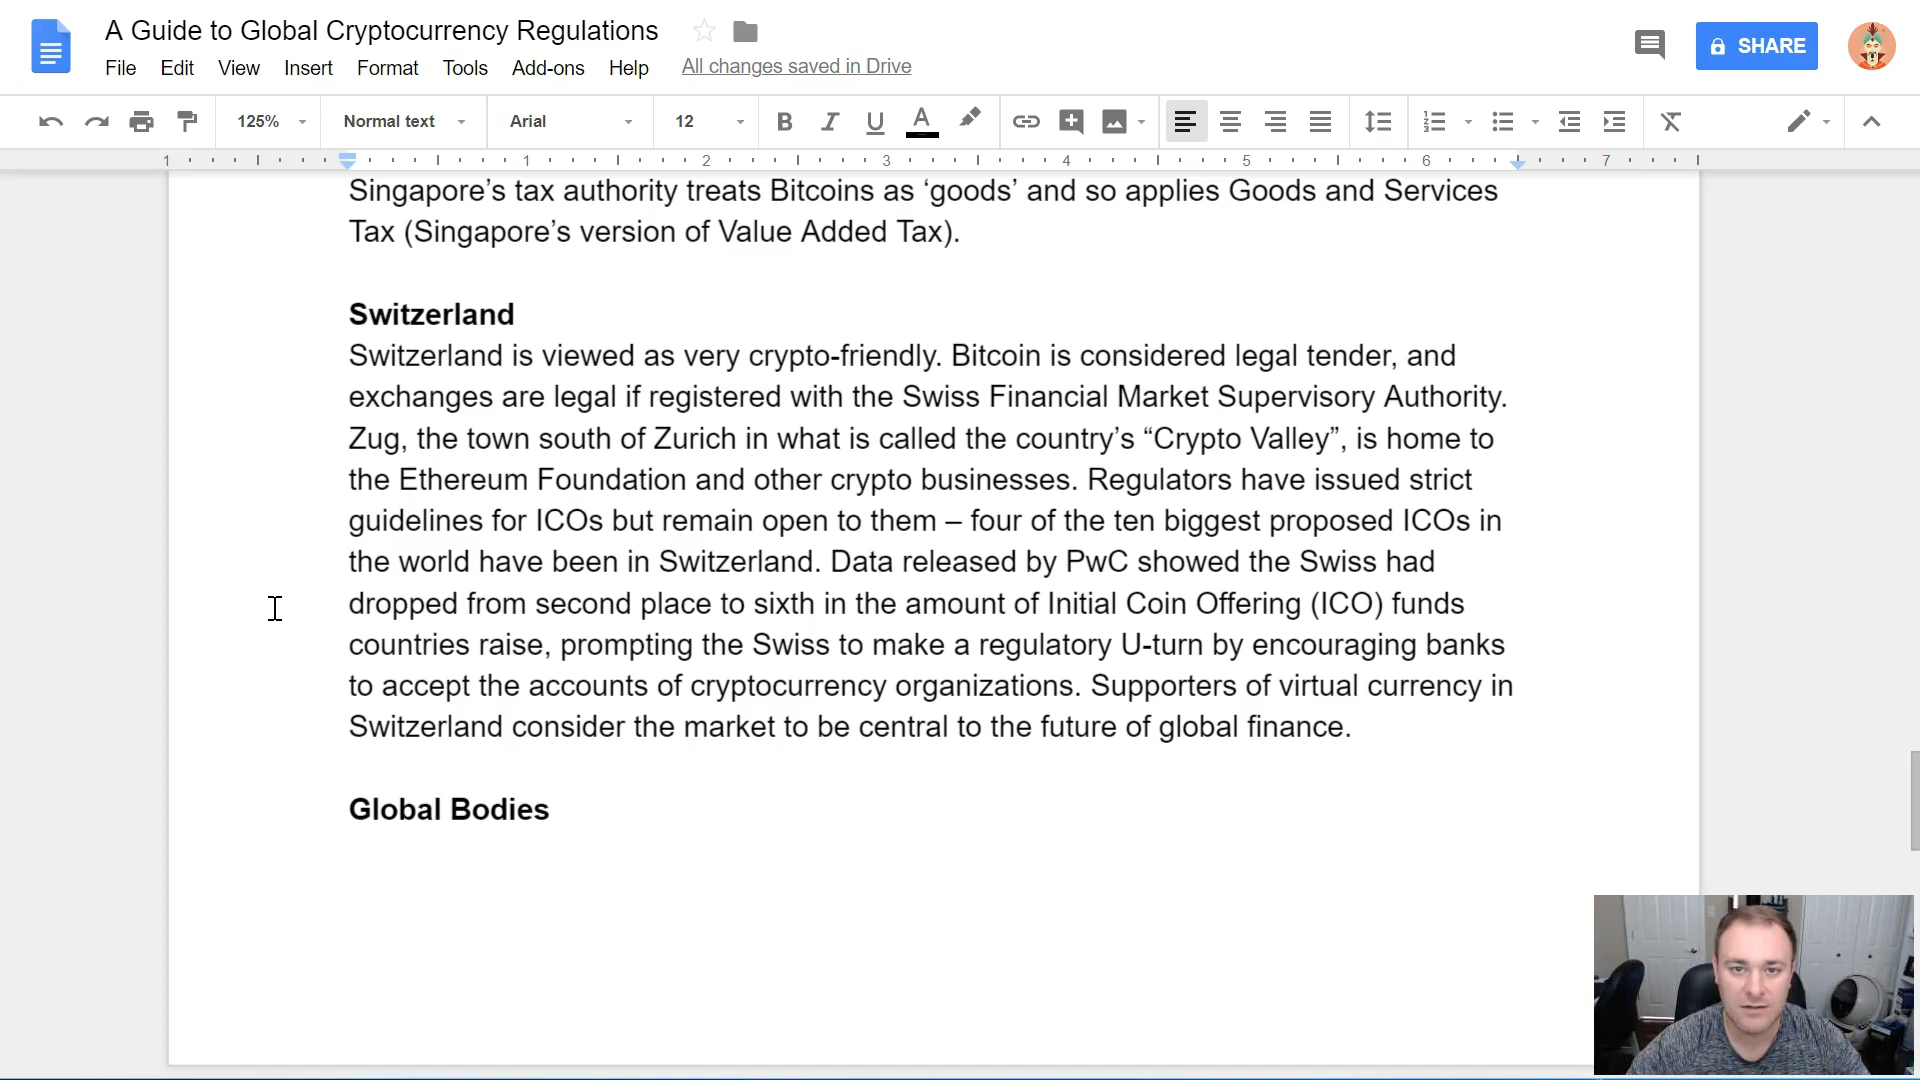 A Guide to Global Cryptocurrency Regulations
File Edit View Insert Format Tools Add-ons Help All changes saved in Drive
SHARE
125% Normal text Arial 12 B I U A
1 1 2 3 4 5 6 7
Singapore’s tax authority treats Bitcoins as ‘goods’ and so applies Goods and Services
Tax (Singapore’s version of Value Added Tax).
Switzerland
Switzerland is viewed as very crypto-friendly. Bitcoin is considered legal tender, and
exchanges are legal if registered with the Swiss Financial Market Supervisory Authority.
Zug, the town south of Zurich in what is called the country’s “Crypto Valley”, is home to
the Ethereum Foundation and other crypto businesses. Regulators have issued strict
guidelines for ICOs but remain open to them – four of the ten biggest proposed ICOs in
the world have been in Switzerland. Data released by PwC showed the Swiss had
dropped from second place to sixth in the amount of Initial Coin Offering (ICO) funds
countries raise, prompting the Swiss to make a regulatory U-turn by encouraging banks
to accept the accounts of cryptocurrency organizations. Supporters of virtual currency in
Switzerland consider the market to be central to the future of global finance.
Global Bodies